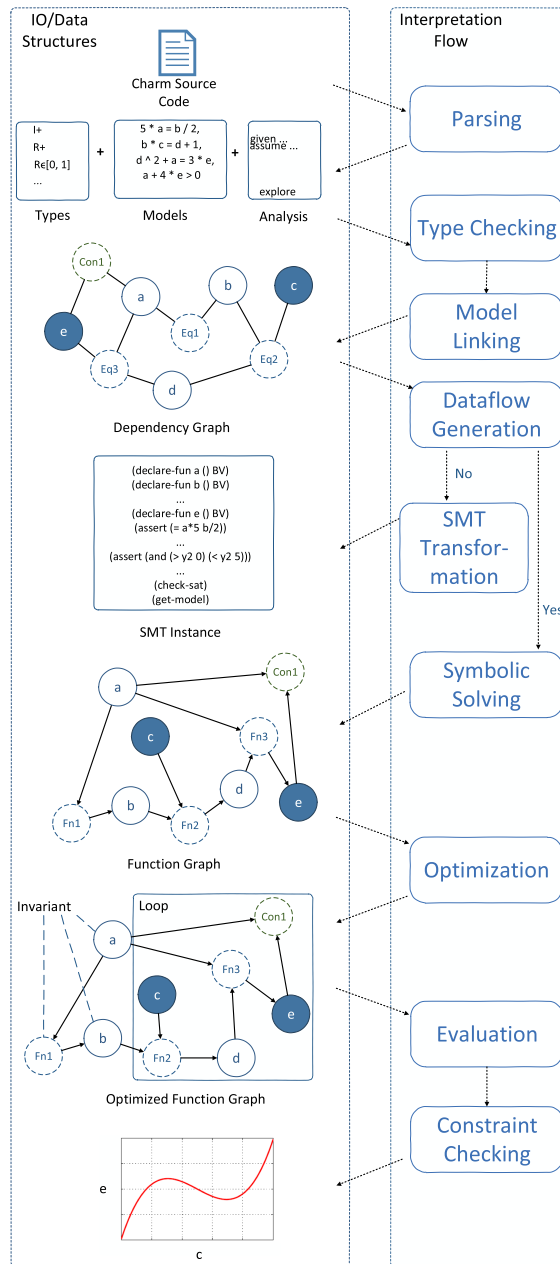 IO/Data
Structures
Interpretation
Flow
Charm Source
Code
Parsing
I+
R+
Rϵ[0, 1]
...
+
5 * a = b / 2,
b * c = d + 1,
d ^ 2 + a = 3 * e,
a + 4 * e > 0
+
given ...
assume ...
explore
Types
Models
Analysis
Type Checking
Con1
a
b
c
e
Eq1
Eq2
Eq3
d
Model
Linking
Dependency Graph
Dataflow
Generation
No
Yes
(declare-fun a () BV)
(declare-fun b () BV)
...
(declare-fun e () BV)
(assert (= a*5 b/2))
...
(assert (and (> y2 0) (< y2 5)))
...
(check-sat)
(get-model)
SMT
Transfor-
mation
SMT Instance
Symbolic
Solving
a
Con1
c
Fn3
b
d
e
Fn1
Fn2
Function Graph
Optimization
Invariant
Loop
a
Con1
Fn3
c
e
b
Fn1
Fn2
d
Optimized Function Graph
Evaluation
Constraint
Checking
e
c